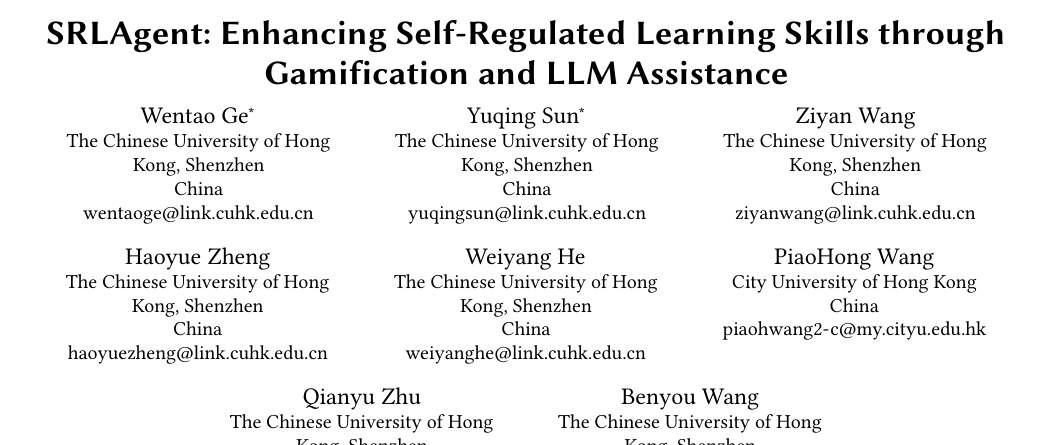 SRLAgent: Enhancing Self-Regulated Learning Skills through
Gamification and LLM Assistance
Wentao Ge*
The Chinese University of Hong
Kong, Shenzhen
China
wentaoge@link.cuhk.edu.cn
Yuqing Sun*
The Chinese University of Hong
Kong, Shenzhen
China
yuqingsun@link.cuhk.edu.cn
Ziyan Wang
The Chinese University of Hong
Kong, Shenzhen
China
ziyanwang@link.cuhk.edu.cn
Haoyue Zheng
The Chinese University of Hong
Kong, Shenzhen
China
haoyuezheng@link.cuhk.edu.cn
Weiyang He
The Chinese University of Hong
Kong, Shenzhen
China
weiyanghe@link.cuhk.edu.cn
PiaoHong Wang
City University of Hong Kong
China
piaohwang2-c@my.cityu.edu.hk
Qianyu Zhu
The Chinese University of Hong
Kong, Shenzhen
Benyou Wang
The Chinese University of Hong
Kong, Shenzhen